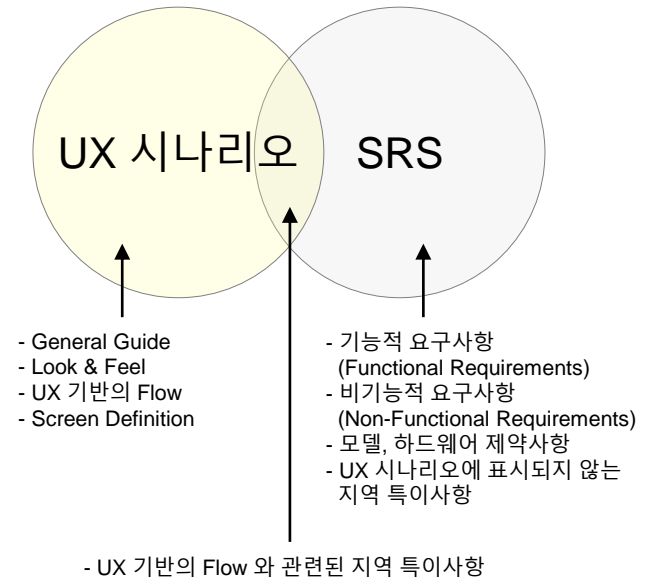 UX 시나리오
SRS
- General Guide
- Look & Feel
- UX 기반의 Flow
- Screen Definition
- 기능적 요구사항
(Functional Requirements)
- 비기능적 요구사항
(Non-Functional Requirements)
- 모델, 하드웨어 제약사항
- UX 시나리오에 표시되지 않는
지역 특이사항
- UX 기반의 Flow 와 관련된 지역 특이사항